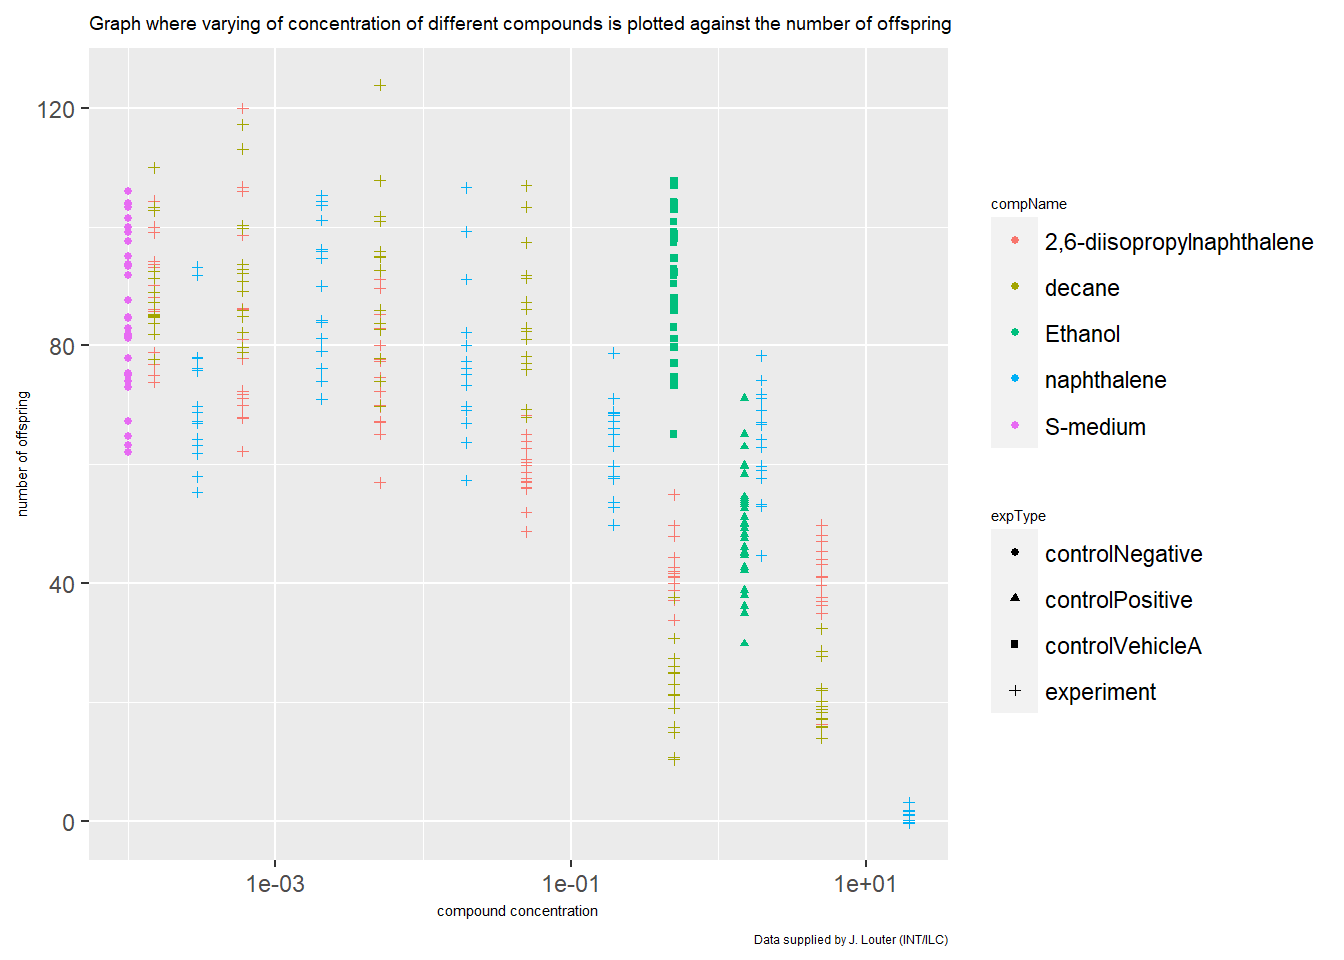 Graph where varying of concentration of different compounds is plotted against the number of offspring
120
80
40
0
number of offspring
1e-03
1e-01
1e+01
compound concentration
Data supplied by J. Louter (INT/ILC)
compName
2,6-diisopropylnaphthalene
decane
Ethanol
naphthalene
S-medium
expType
controlNegative
controlPositive
controlVehicleA
experiment